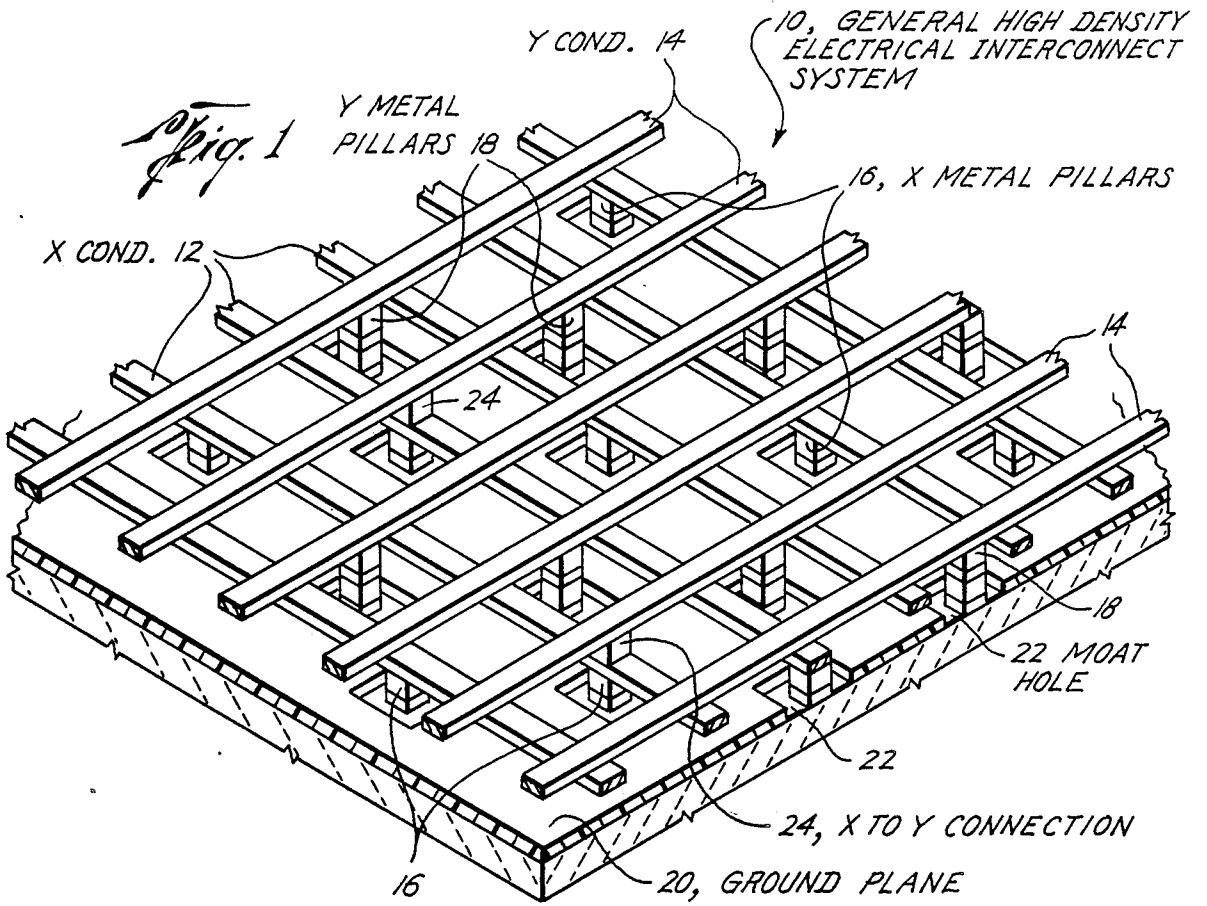 10, GENERAL HIGH DENSITY
ELECTRICAL INTERCONNECT
SYSTEM
Y COND. 14
Fig. 1
Y METAL
PILLARS 18
16, X METAL PILLARS
X COND. 12
14
24
18
22 MOAT
HOLE
22
24, X TO Y CONNECTION
16
20, GROUND PLANE